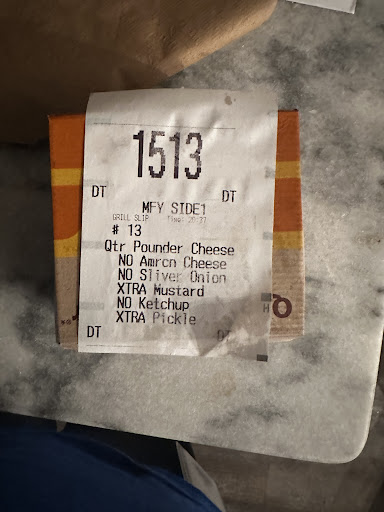 1513
DT DT
MFY SIDE1
GRILL SLIP
# 13
Qtr Pounder Cheese
NO Amrcn Cheese
NO Sliver Onion
XTRA Mustard
NO Ketchup
XTRA Pickle
DT DT